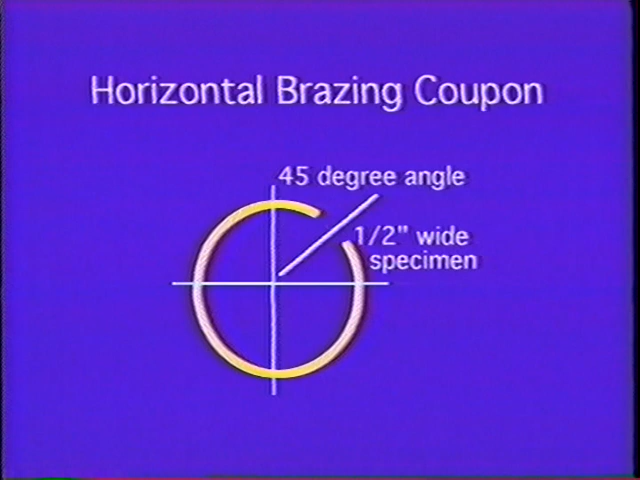 Horizontal Brazing Coupon
45 degree angle
1/2" wide
specimen